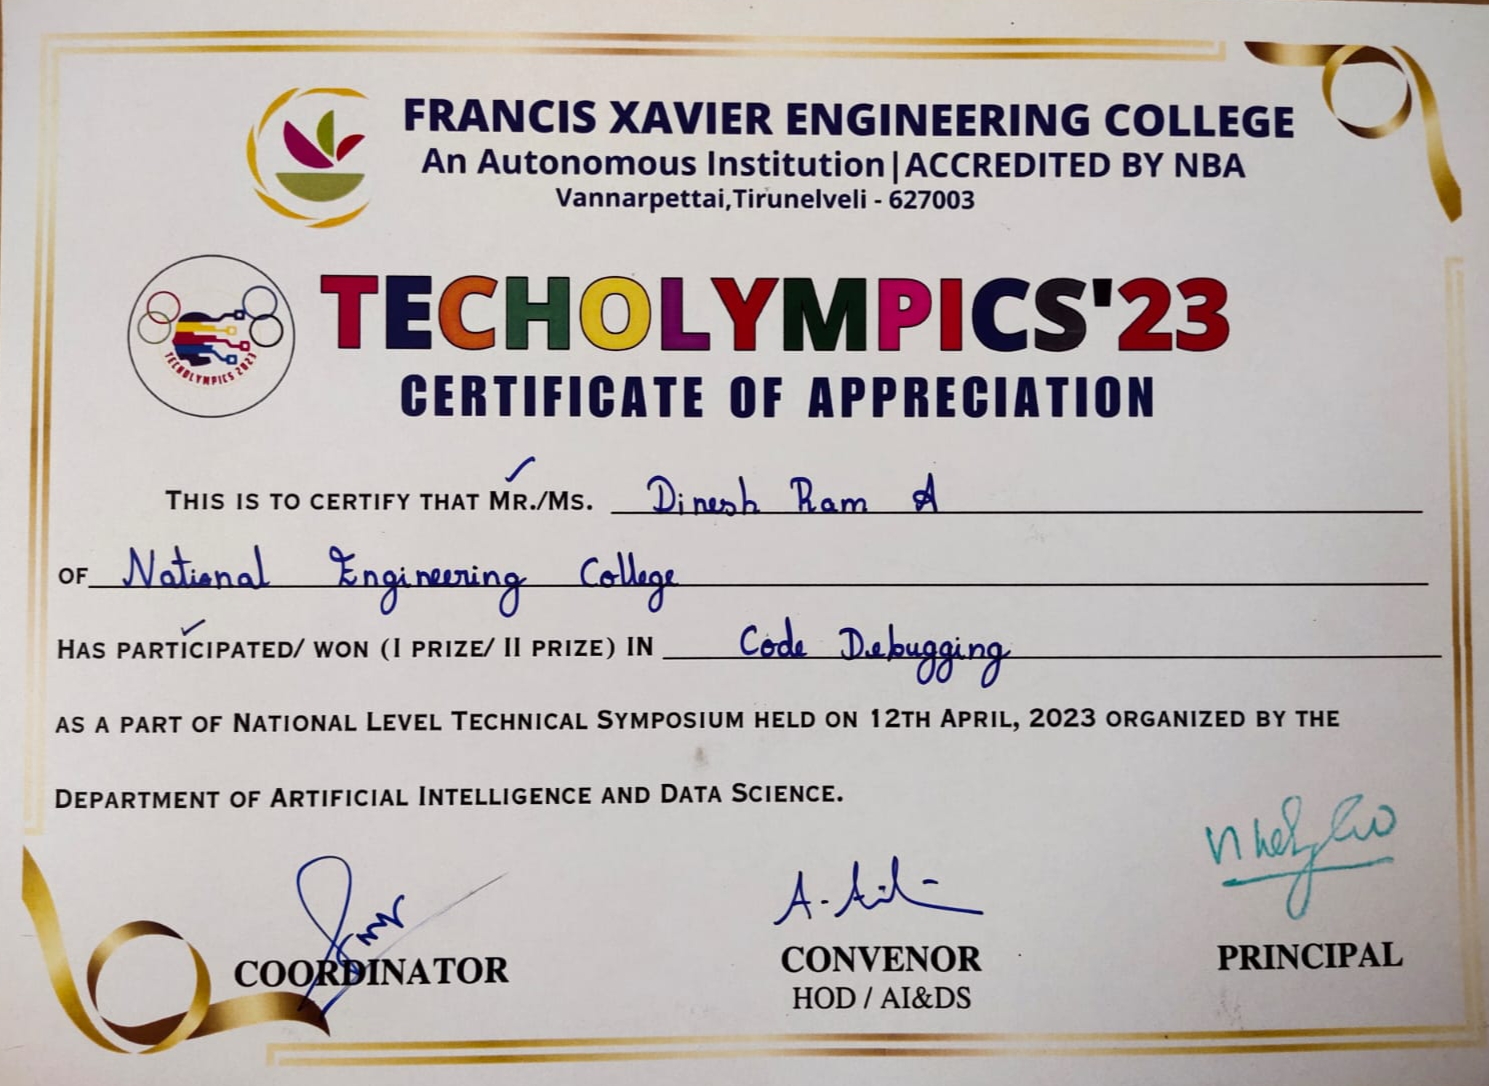 FRANCIS XAVIER ENGINEERING COLLEGE
An Autonomous Institution|ACCREDITED BY NBA
Vannarpettai,Tirunelveli - 627003
TECHOLYMPICS 2023
TECHOLYMPICS'23
CERTIFICATE OF APPRECIATION
THIS IS TO CERTIFY THAT MR./MS. Dinesh Ram A
OF National Engineering College
HAS PARTICIPATED/ WON (I PRIZE/ II PRIZE) IN Code Debugging
AS A PART OF NATIONAL LEVEL TECHNICAL SYMPOSIUM HELD ON 12TH APRIL, 2023 ORGANIZED BY THE
DEPARTMENT OF ARTIFICIAL INTELLIGENCE AND DATA SCIENCE.
COORDINATOR
CONVENOR
HOD / AI&DS
PRINCIPAL